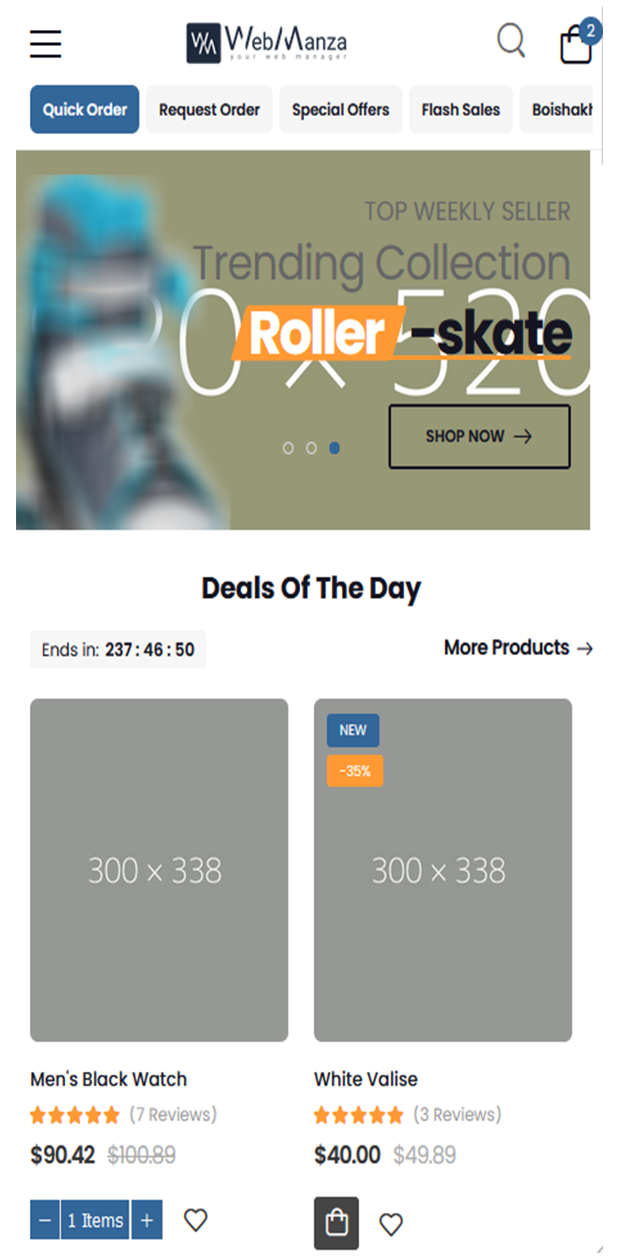 WM WebManza
your web manager
2
Quick Order Request Order Special Offers Flash Sales Boishakh
TOP WEEKLY SELLER
Trending Collection
0 × 520
Roller -skate
SHOP NOW →
Deals Of The Day
Ends in: 237 : 46 : 50
More Products →
NEW
-35%
300 × 338
300 × 338
Men's Black Watch
White Valise
(7 Reviews)
(3 Reviews)
$90.42 $100.89
$40.00 $49.89
− 1 Items +